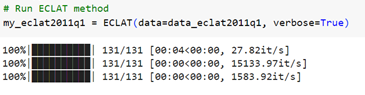 # Run ECLAT method
my_eclat2011q1 = ECLAT(data=data_eclat2011q1, verbose=True)
100%|██████████| 131/131 [00:04<00:00, 27.82it/s]
100%|██████████| 131/131 [00:00<00:00, 15133.97it/s]
100%|██████████| 131/131 [00:00<00:00, 1583.92it/s]